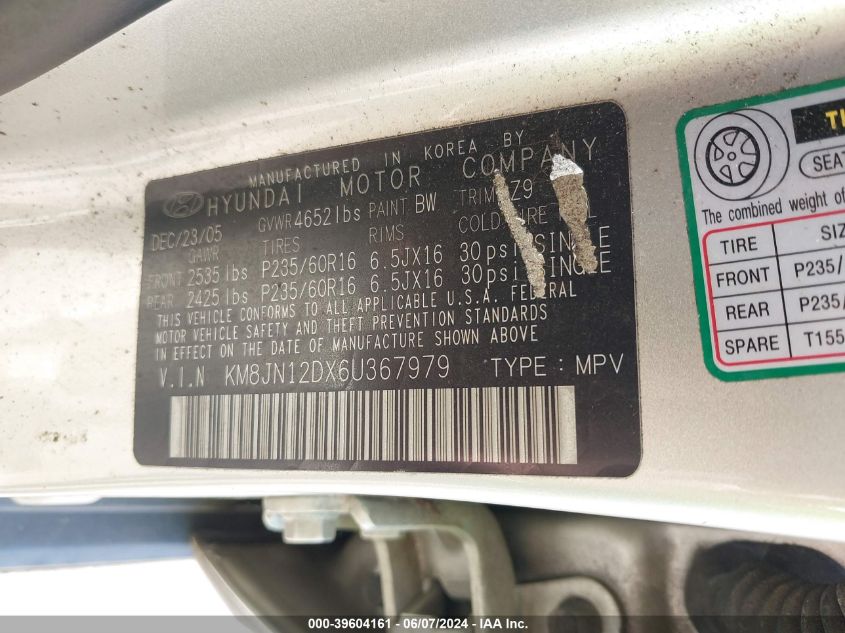 MANUFACTURED IN KOREA BY
HYUNDAI MOTOR COMPANY
DEC/23/05 GVWR 4652 lbs PAINT BW TRIM Z9
GAWR TIRES RIMS COLD
FRONT 2535 lbs P235/60R16 6.5JX16 30 psi SINGLE
REAR 2425 lbs P235/60R16 6.5JX16 30 psi SINGLE
THIS VEHICLE CONFORMS TO ALL APPLICABLE U.S.A. FEDERAL
MOTOR VEHICLE SAFETY AND THEFT PREVENTION STANDARDS
IN EFFECT ON THE DATE OF MANUFACTURE SHOWN ABOVE
V.I.N KM8JN12DX6U367979 TYPE : MPV
The combined weight of
TIRE
FRONT P235/
REAR P235/
SPARE T155
000-39604161 - 06/07/2024 - IAA Inc.